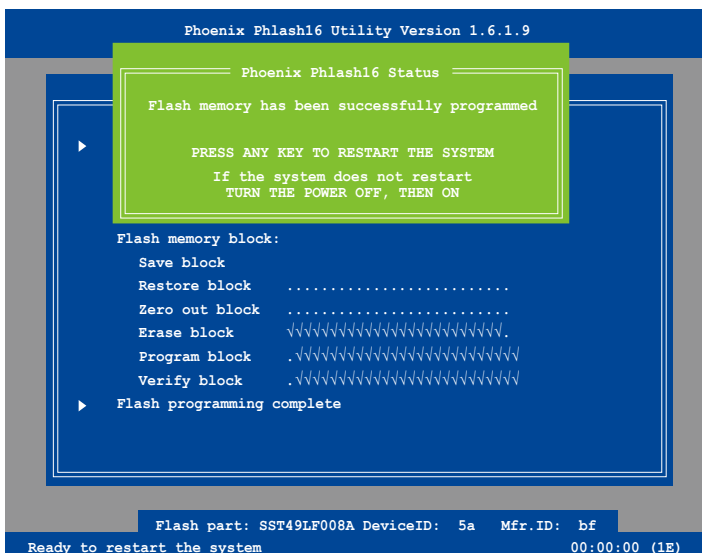 Phoenix Phlash16 Utility Version 1.6.1.9
Phoenix Phlash16 Status
Flash memory has been successfully programmed
PRESS ANY KEY TO RESTART THE SYSTEM
If the system does not restart
TURN THE POWER OFF, THEN ON
Flash memory block:
Save block
Restore block ..........................
Zero out block ..........................
Erase block √√√√√√√√√√√√√√√√√√√√√√√√√.
Program block .√√√√√√√√√√√√√√√√√√√√√√√√√√
Verify block .√√√√√√√√√√√√√√√√√√√√√√√√√√
Flash programming complete
Flash part: SST49LF008A DeviceID: 5a Mfr.ID: bf
Ready to restart the system 00:00:00 (1E)